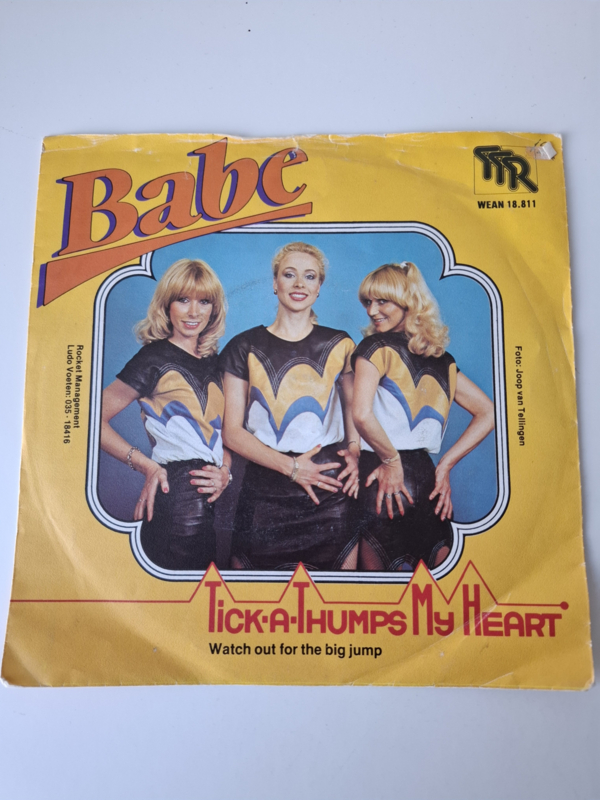 Babe
TTR
WEAN 18.811
Rocket Management
Ludo Voeten: 035 - 18416
Foto: Joop van Tellingen
TICK-A-THUMPS MY HEART
Watch out for the big jump